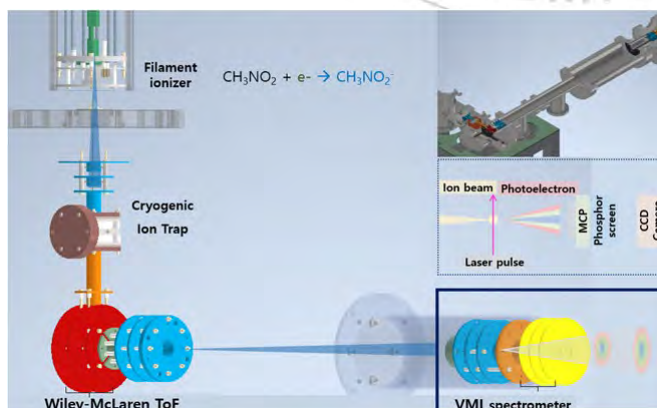 Filament
ionizer
CH3NO2 + e- → CH3NO2-
Cryogenic
Ion Trap
Ion beam Photoelectron
MCP
Phosphor
screen
CCD
Camera
Laser pulse
Wiley-McLaren ToF
VMI spectrometer